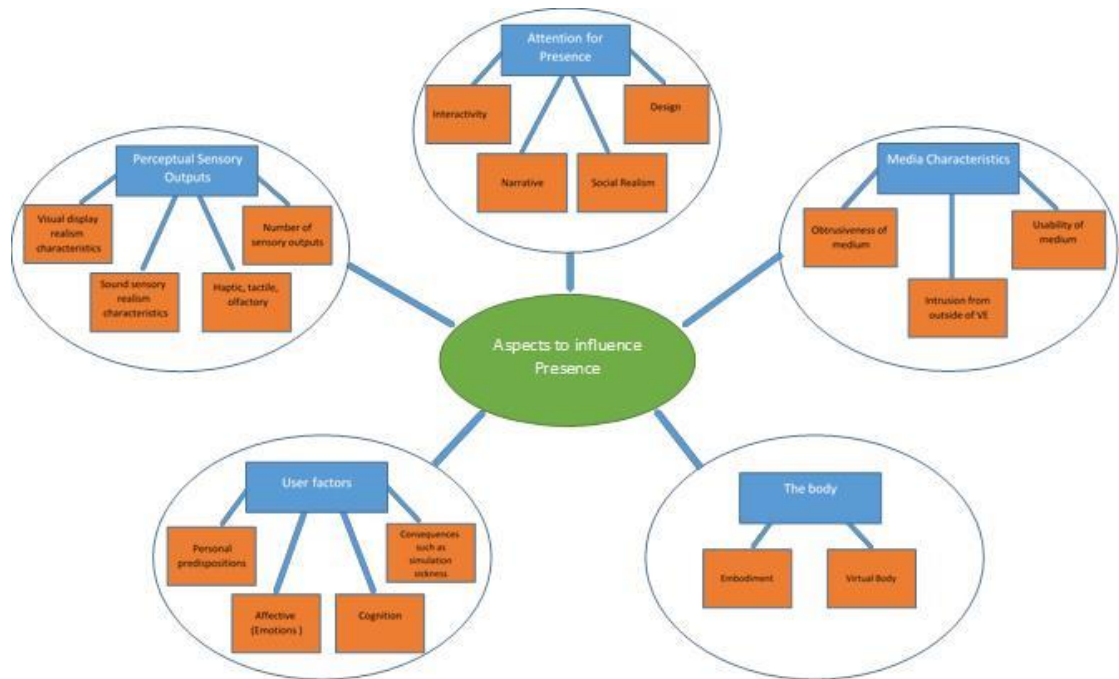 Attention for
Presence
Interactivity
Design
Narrative
Social Realism
Perceptual Sensory
Outputs
Visual display
realism
characteristics
Number of
sensory outputs
Sound sensory
realism
characteristics
Haptic, tactile,
olfactory
Media Characteristics
Obtrusiveness of
medium
Usability of
medium
Intrusion from
outside of VE
Aspects to influence
Presence
User factors
Personal
predispositions
Consequences
such as
simulation
sickness
Affective
(Emotions )
Cognition
The body
Embodiment
Virtual Body